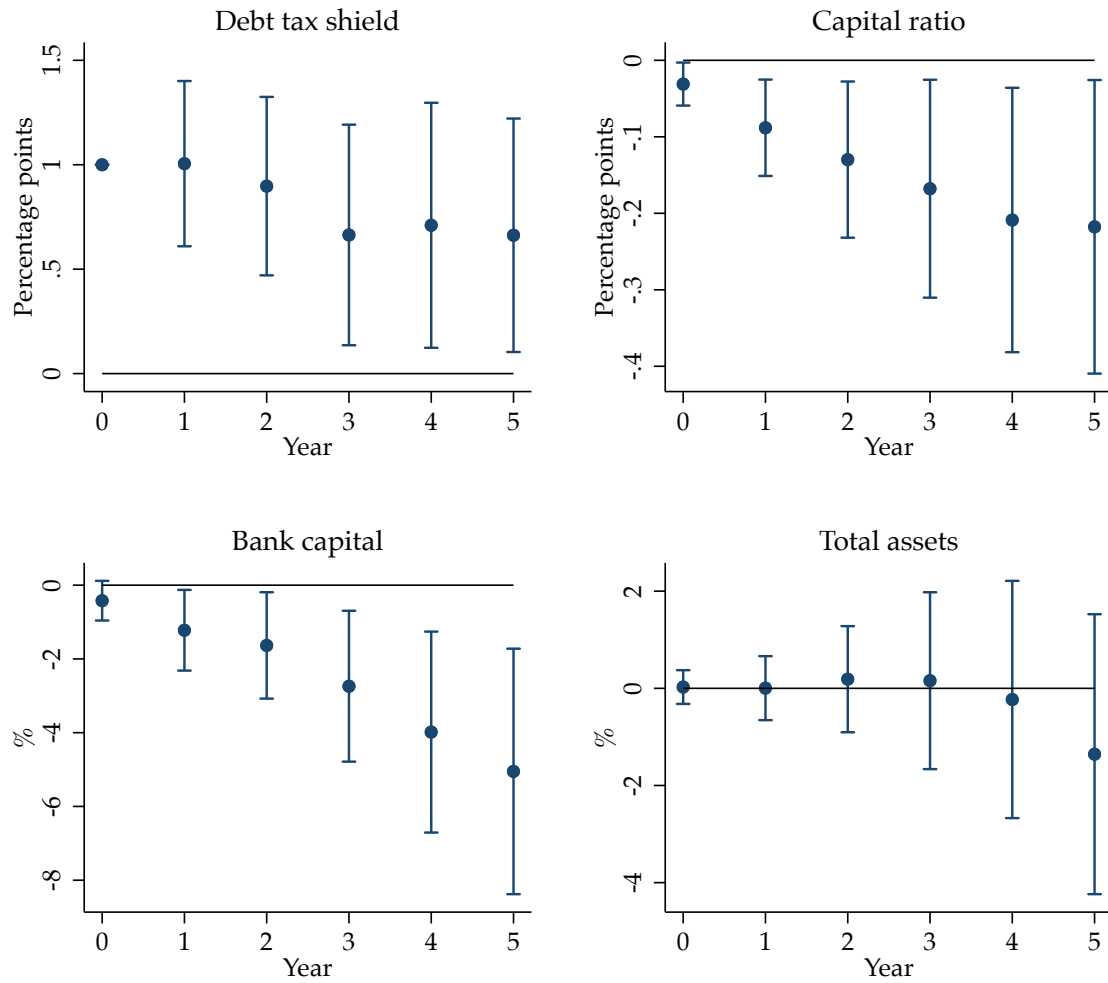 Debt tax shield
Percentage points
1.5
1
.5
0
0 1 2 3 4 5
Year
Capital ratio
Percentage points
0
-.1
-.2
-.3
-.4
0 1 2 3 4 5
Year
Bank capital
%
0
-2
-4
-6
-8
0 1 2 3 4 5
Year
Total assets
%
2
0
-2
-4
0 1 2 3 4 5
Year